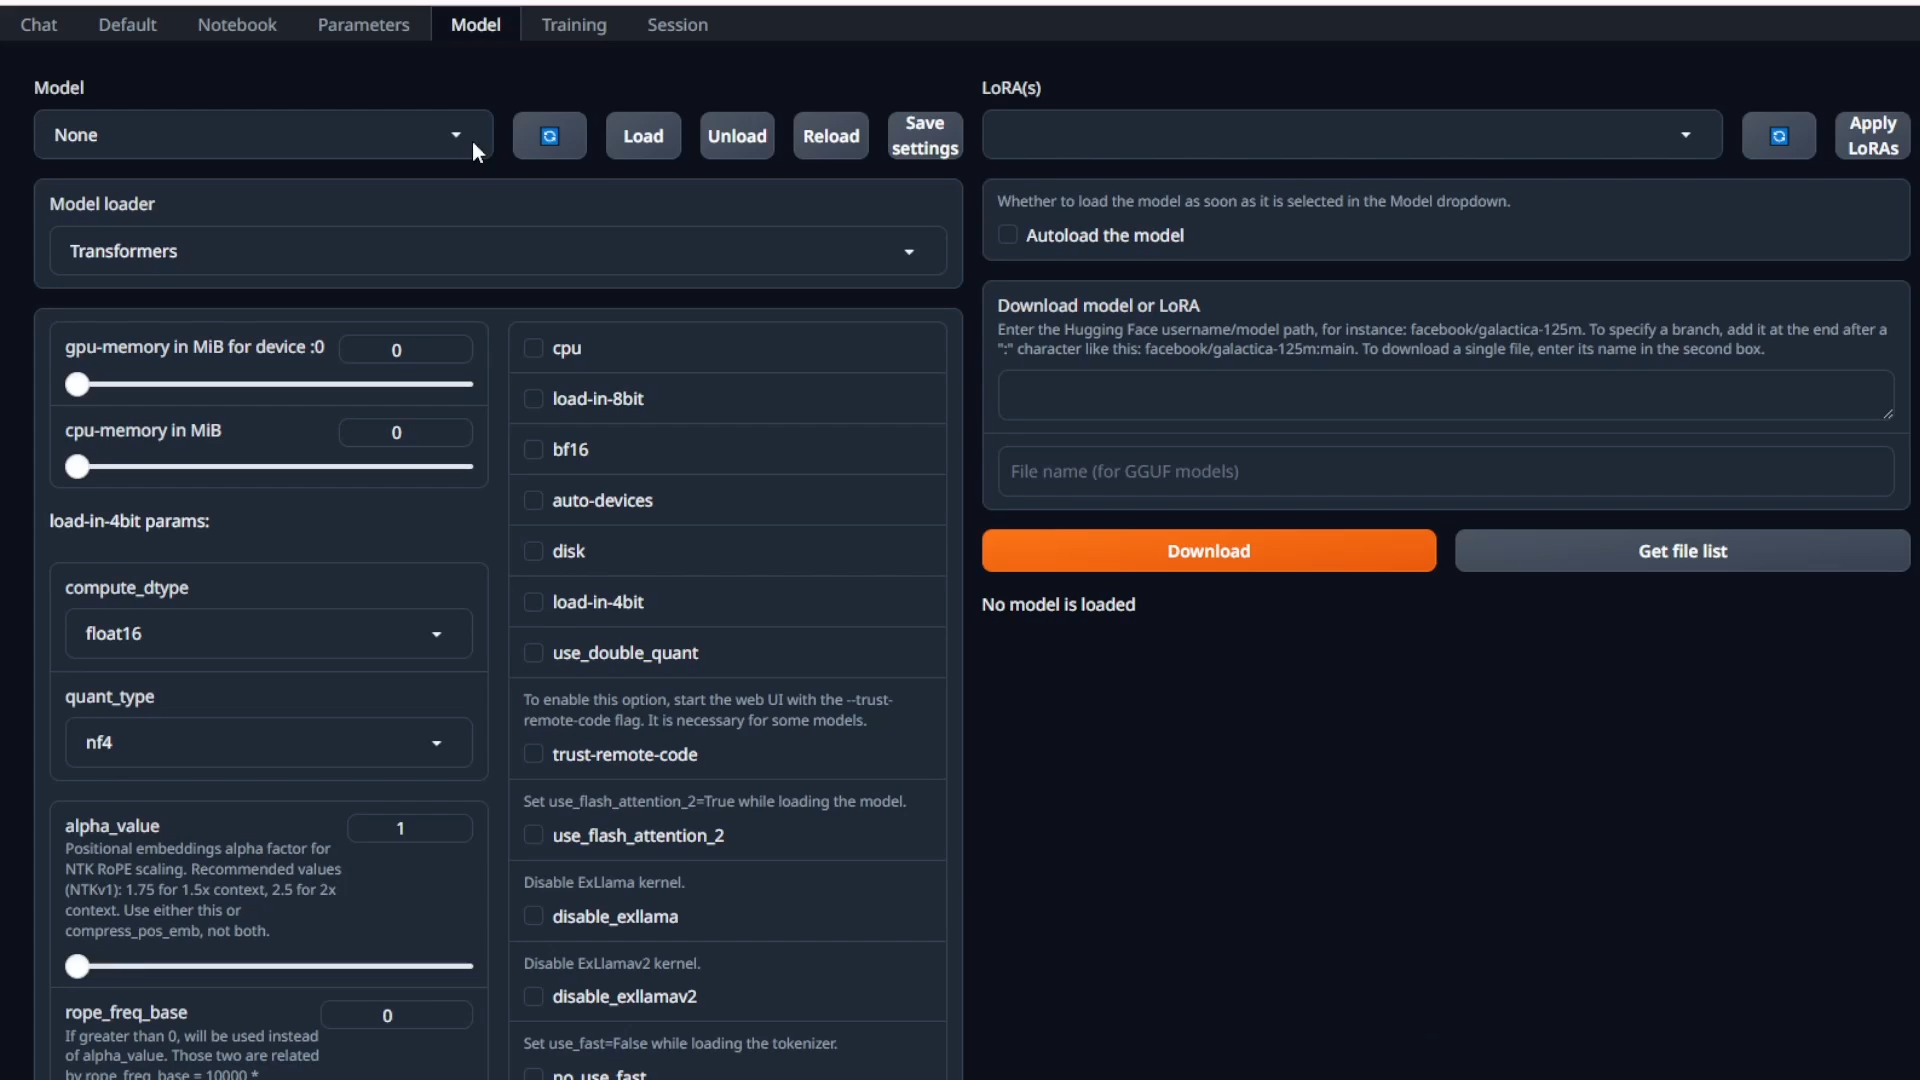 Chat Default Notebook Parameters Model Training Session
Model
None
Load
Unload
Reload
Save
settings
Model loader
Transformers
gpu-memory in MiB for device :0
0
cpu-memory in MiB
0
load-in-4bit params:
compute_dtype
float16
quant_type
nf4
alpha_value
1
Positional embeddings alpha factor for
NTK RoPE scaling. Recommended values
(NTKv1): 1.75 for 1.5x context, 2.5 for 2x
context. Use either this or
compress_pos_emb, not both.
rope_freq_base
0
If greater than 0, will be used instead
of alpha_value. Those two are related
by rope_freq_base = 10000 *
cpu
load-in-8bit
bf16
auto-devices
disk
load-in-4bit
use_double_quant
To enable this option, start the web UI with the --trust-
remote-code flag. It is necessary for some models.
trust-remote-code
Set use_flash_attention_2=True while loading the model.
use_flash_attention_2
Disable ExLlama kernel.
disable_exllama
Disable ExLlamav2 kernel.
disable_exllamav2
Set use_fast=False while loading the tokenizer.
no_use_fast
LoRA(s)
Apply
LoRAs
Whether to load the model as soon as it is selected in the Model dropdown.
Autoload the model
Download model or LoRA
Enter the Hugging Face username/model path, for instance: facebook/galactica-125m. To specify a branch, add it at the end after a
":" character like this: facebook/galactica-125m:main. To download a single file, enter its name in the second box.
File name (for GGUF models)
Download
Get file list
No model is loaded